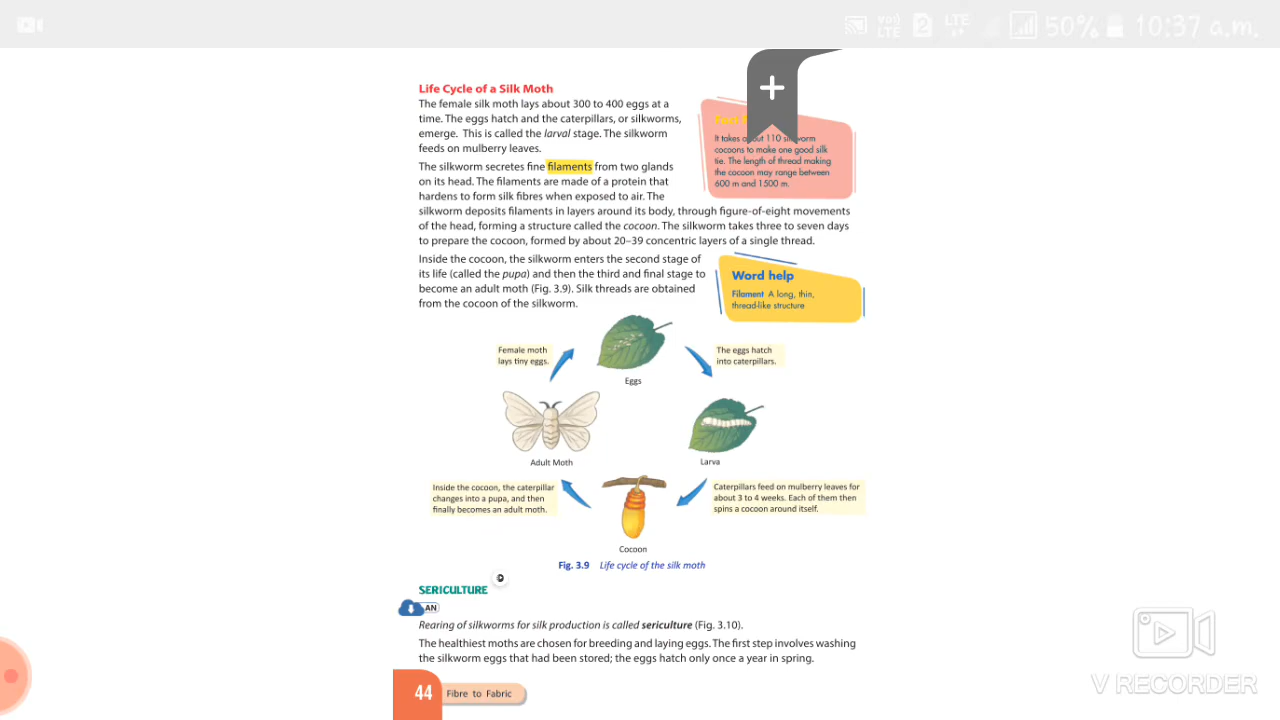 VoI)
LTE
2
LTE
50%
10:37 a.m.
Life Cycle of a Silk Moth
The female silk moth lays about 300 to 400 eggs at a
time. The eggs hatch and the caterpillars, or silkworms,
emerge. This is called the larval stage. The silkworm
feeds on mulberry leaves.
Fact
It takes about 110 silkworm
cocoons to make one good silk
tie. The length of thread making
the cocoon may range between
600 m and 1500 m.
The silkworm secretes fine filaments from two glands
on its head. The filaments are made of a protein that
hardens to form silk fibres when exposed to air. The
silkworm deposits filaments in layers around its body, through figure-of-eight movements
of the head, forming a structure called the cocoon. The silkworm takes three to seven days
to prepare the cocoon, formed by about 20–39 concentric layers of a single thread.
Inside the cocoon, the silkworm enters the second stage of
its life (called the pupa) and then the third and final stage to
become an adult moth (Fig. 3.9). Silk threads are obtained
from the cocoon of the silkworm.
Word help
Filament A long, thin,
thread-like structure
Female moth
lays tiny eggs.
Eggs
The eggs hatch
into caterpillars.
Adult Moth
Larva
Inside the cocoon, the caterpillar
changes into a pupa, and then
finally becomes an adult moth.
Caterpillars feed on mulberry leaves for
about 3 to 4 weeks. Each of them then
spins a cocoon around itself.
Cocoon
Fig. 3.9 Life cycle of the silk moth
SERICULTURE
AN
Rearing of silkworms for silk production is called sericulture (Fig. 3.10).
The healthiest moths are chosen for breeding and laying eggs. The first step involves washing
the silkworm eggs that had been stored; the eggs hatch only once a year in spring.
44 Fibre to Fabric
V RECORDER